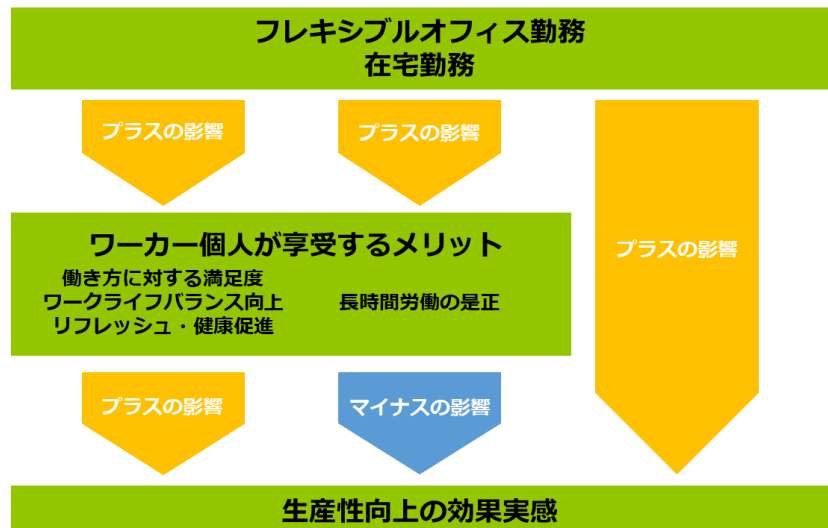 フレキシブルオフィス勤務
在宅勤務
プラスの影響
プラスの影響
プラスの影響
ワーカー個人が享受するメリット
働き方に対する満足度
ワークライフバランス向上
リフレッシュ・健康促進
長時間労働の是正
プラスの影響
マイナスの影響
生産性向上の効果実感